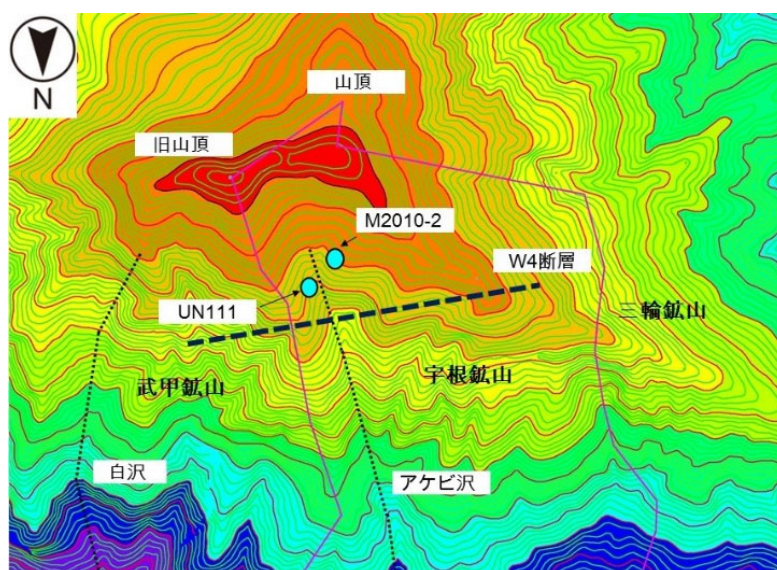 N
山頂
旧山頂
M2010-2
W4断層
UN111
三輪鉱山
武甲鉱山
宇根鉱山
白沢
アケビ沢